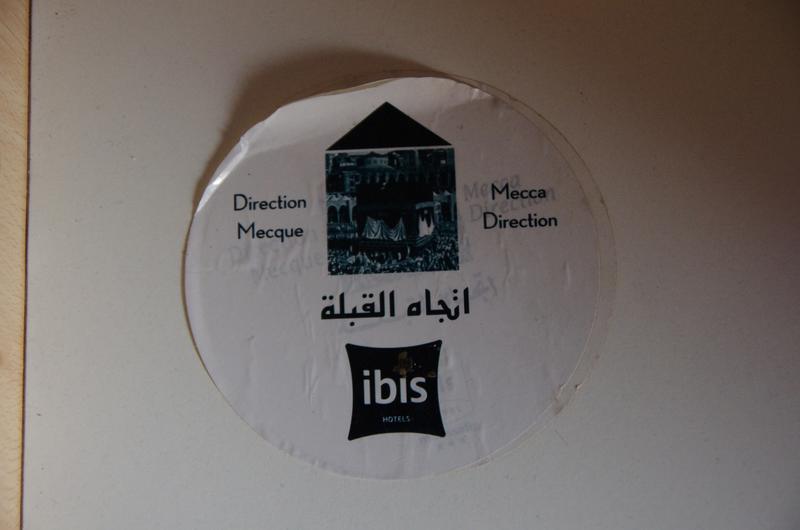 Direction
Mecque
Mecca
Direction
اتجاه القبلة
ibis
HOTELS